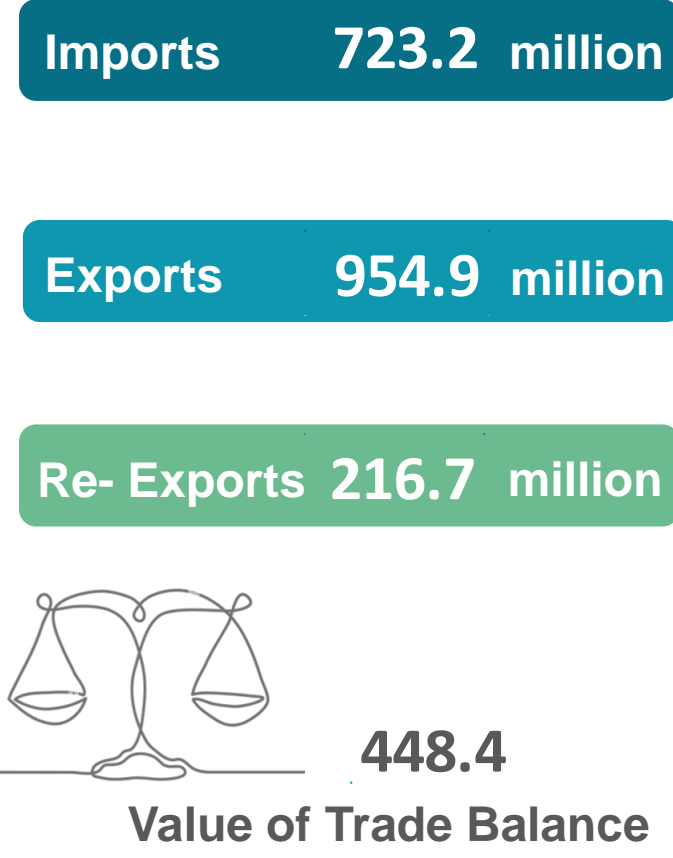 Imports 723.2 million
Exports 954.9 million
Re- Exports 216.7 million
448.4
Value of Trade Balance